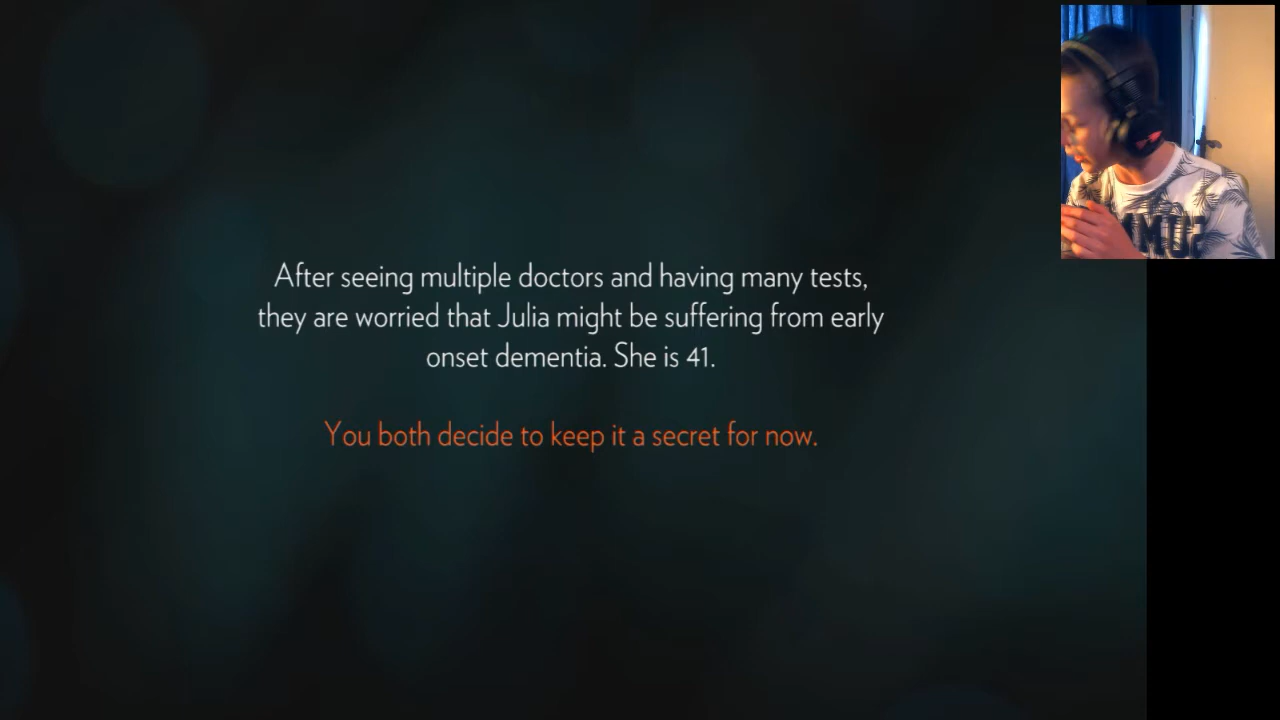 After seeing multiple doctors and having many tests,
they are worried that Julia might be suffering from early
onset dementia. She is 41.
You both decide to keep it a secret for now.